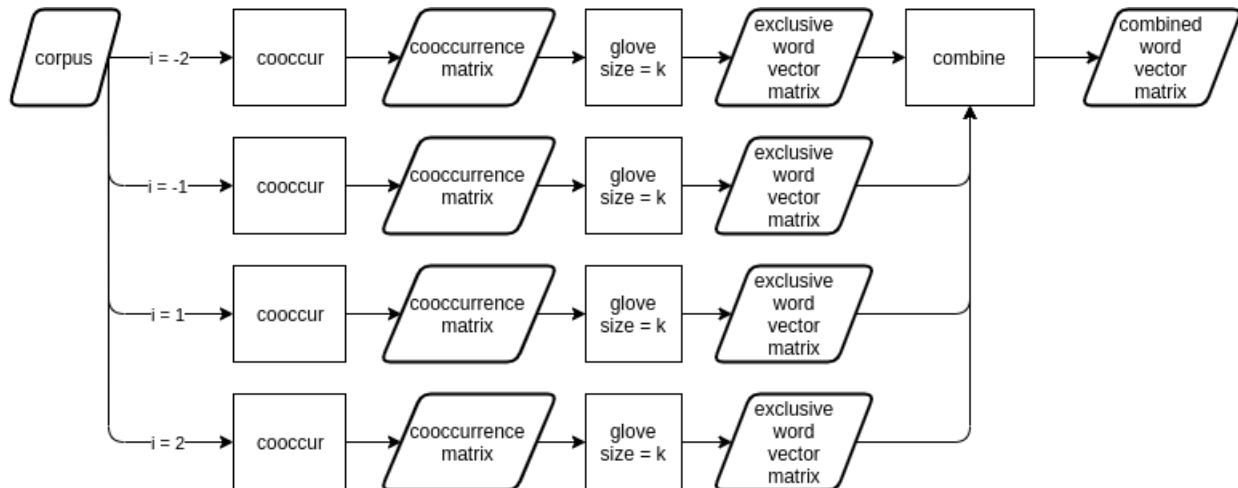 corpus
i = -2
cooccur
cooccurrence
matrix
glove
size = k
exclusive
word
vector
matrix
combine
combined
word
vector
matrix
i = -1
cooccur
cooccurrence
matrix
glove
size = k
exclusive
word
vector
matrix
i = 1
cooccur
cooccurrence
matrix
glove
size = k
exclusive
word
vector
matrix
i = 2
cooccur
cooccurrence
matrix
glove
size = k
exclusive
word
vector
matrix